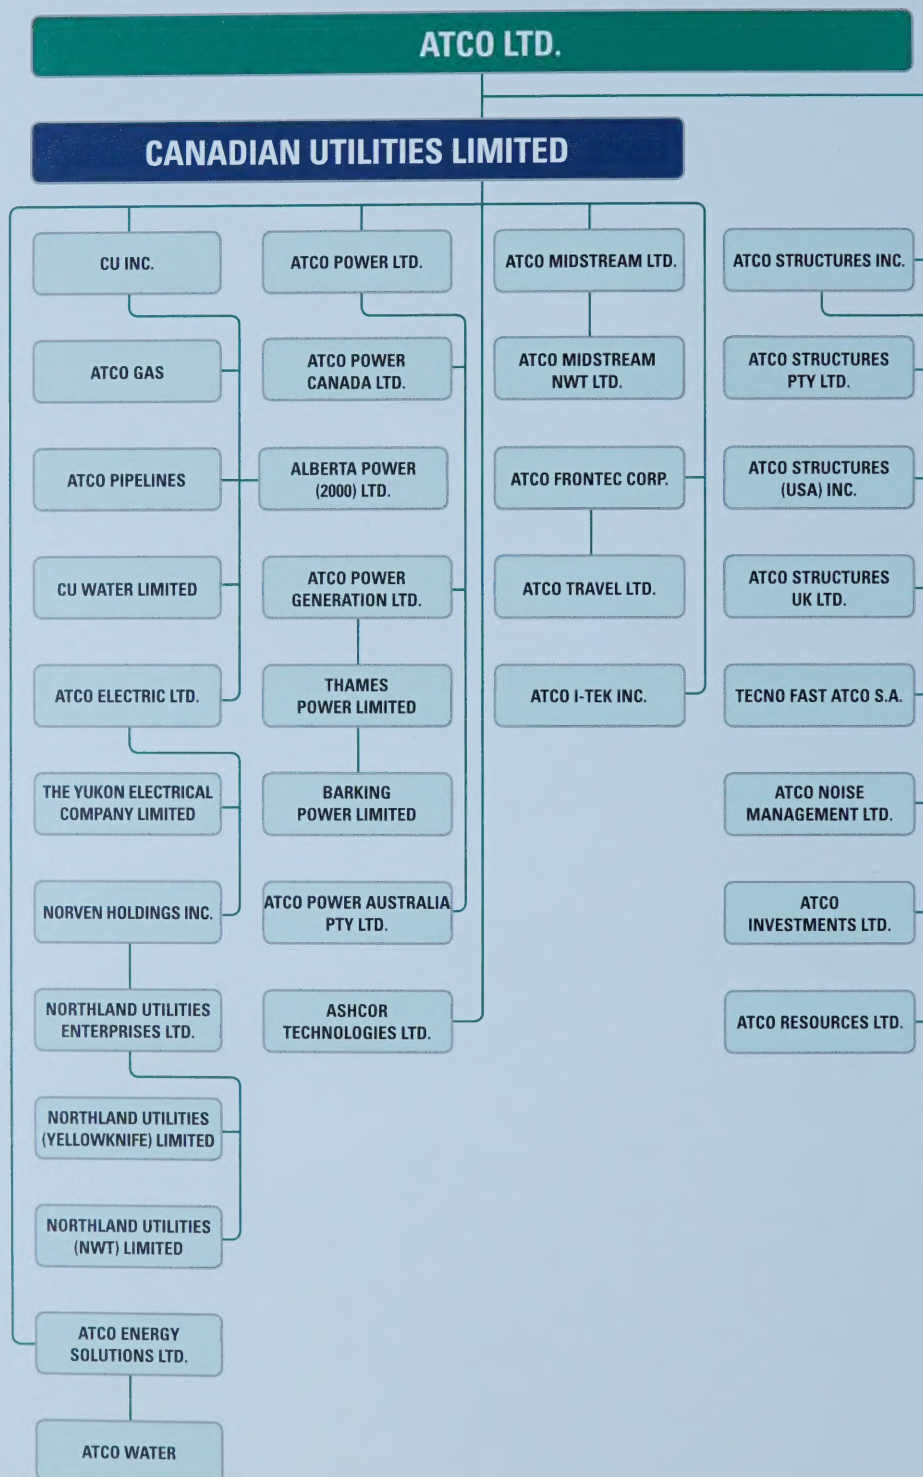 ATCO LTD.
CANADIAN UTILITIES LIMITED
CU INC.
ATCO GAS
ATCO PIPELINES
CU WATER LIMITED
ATCO ELECTRIC LTD.
THE YUKON ELECTRICAL
COMPANY LIMITED
NORVEN HOLDINGS INC.
NORTHLAND UTILITIES
ENTERPRISES LTD.
NORTHLAND UTILITIES
(YELLOWKNIFE) LIMITED
NORTHLAND UTILITIES
(NWT) LIMITED
ATCO ENERGY
SOLUTIONS LTD.
ATCO WATER
ATCO POWER LTD.
ATCO POWER
CANADA LTD.
ALBERTA POWER
(2000) LTD.
ATCO POWER
GENERATION LTD.
THAMES
POWER LIMITED
BARKING
POWER LIMITED
ATCO POWER AUSTRALIA
PTY LTD.
ASHCOR
TECHNOLOGIES LTD.
ATCO MIDSTREAM LTD.
ATCO MIDSTREAM
NWT LTD.
ATCO FRONTEC CORP.
ATCO TRAVEL LTD.
ATCO I-TEK INC.
ATCO STRUCTURES INC.
ATCO STRUCTURES
PTY LTD.
ATCO STRUCTURES
(USA) INC.
ATCO STRUCTURES
UK LTD.
TECNO FAST ATCO S.A.
ATCO NOISE
MANAGEMENT LTD.
ATCO
INVESTMENTS LTD.
ATCO RESOURCES LTD.